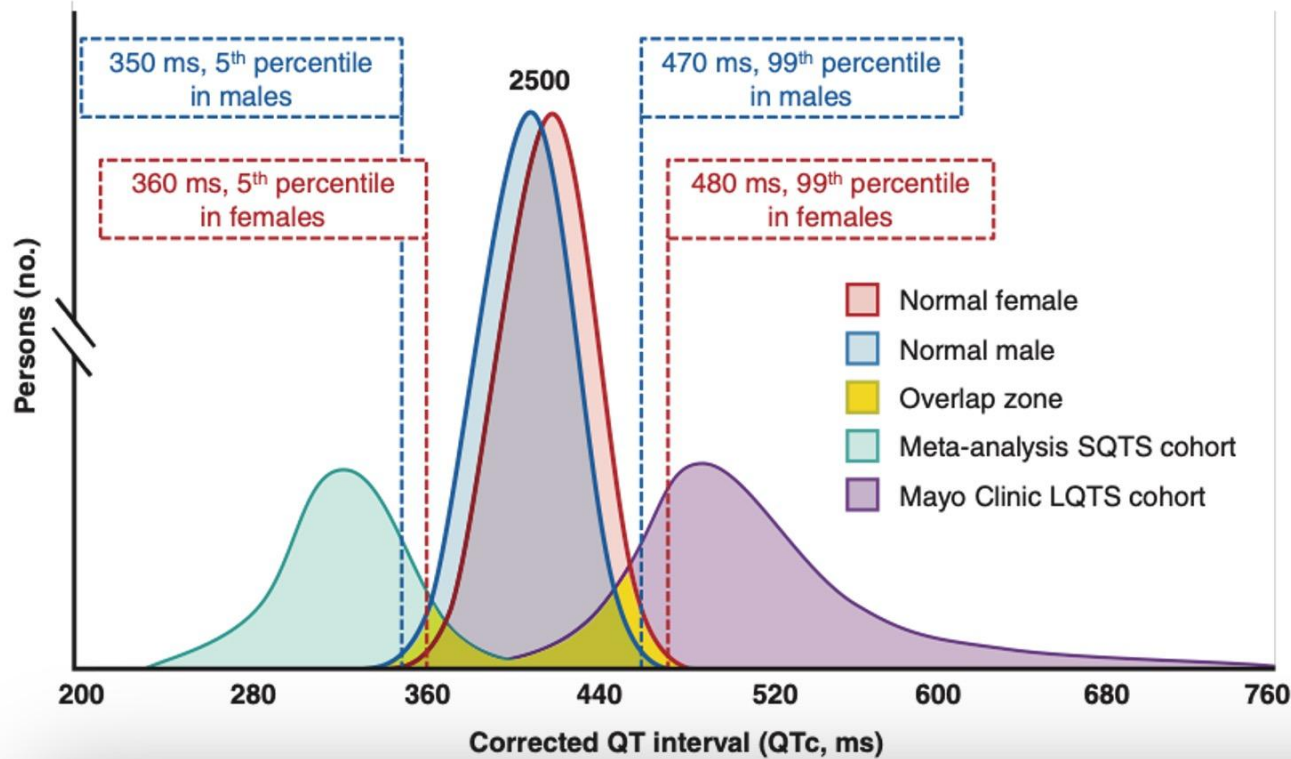 350 ms, 5th percentile
in males
470 ms, 99th percentile
in males
2500
360 ms, 5th percentile
in females
480 ms, 99th percentile
in females
Persons (no.)
Normal female
Normal male
Overlap zone
Meta-analysis SQTS cohort
Mayo Clinic LQTS cohort
200 280 360 440 520 600 680 760
Corrected QT interval (QTc, ms)